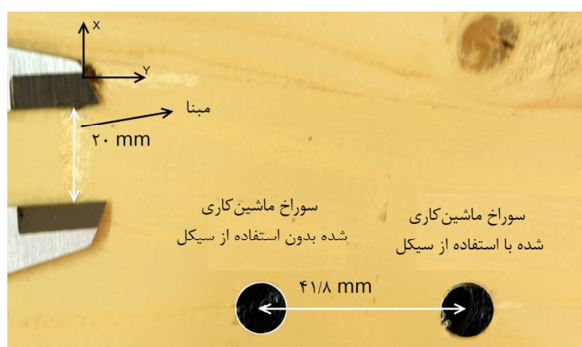 X
Y
مبنا
۲۰ mm
سوراخ ماشین‌کاری
شده بدون استفاده از سیکل
سوراخ ماشین‌کاری
شده با استفاده از سیکل
۴۱/۸ mm